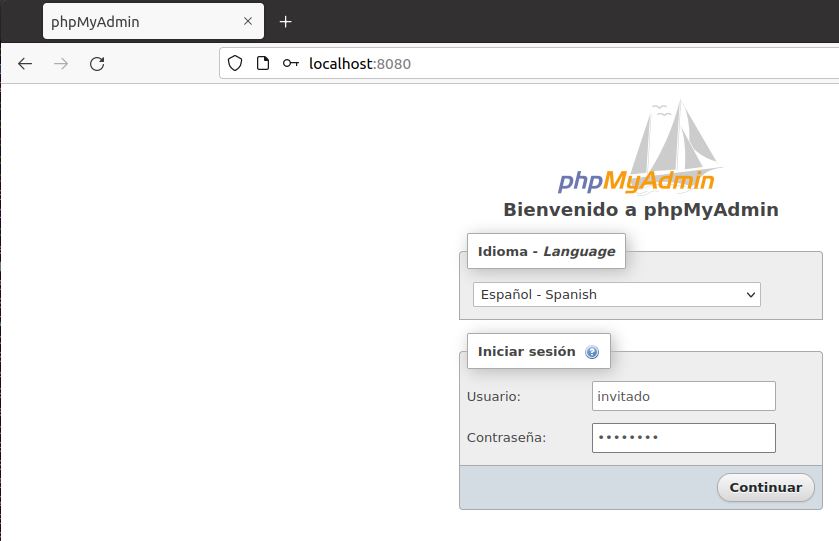 phpMyAdmin
localhost:8080
phpMyAdmin
Bienvenido a phpMyAdmin
Idioma - Language
Español - Spanish
Iniciar sesión
Usuario: invitado
Contraseña: ••••••••
Continuar